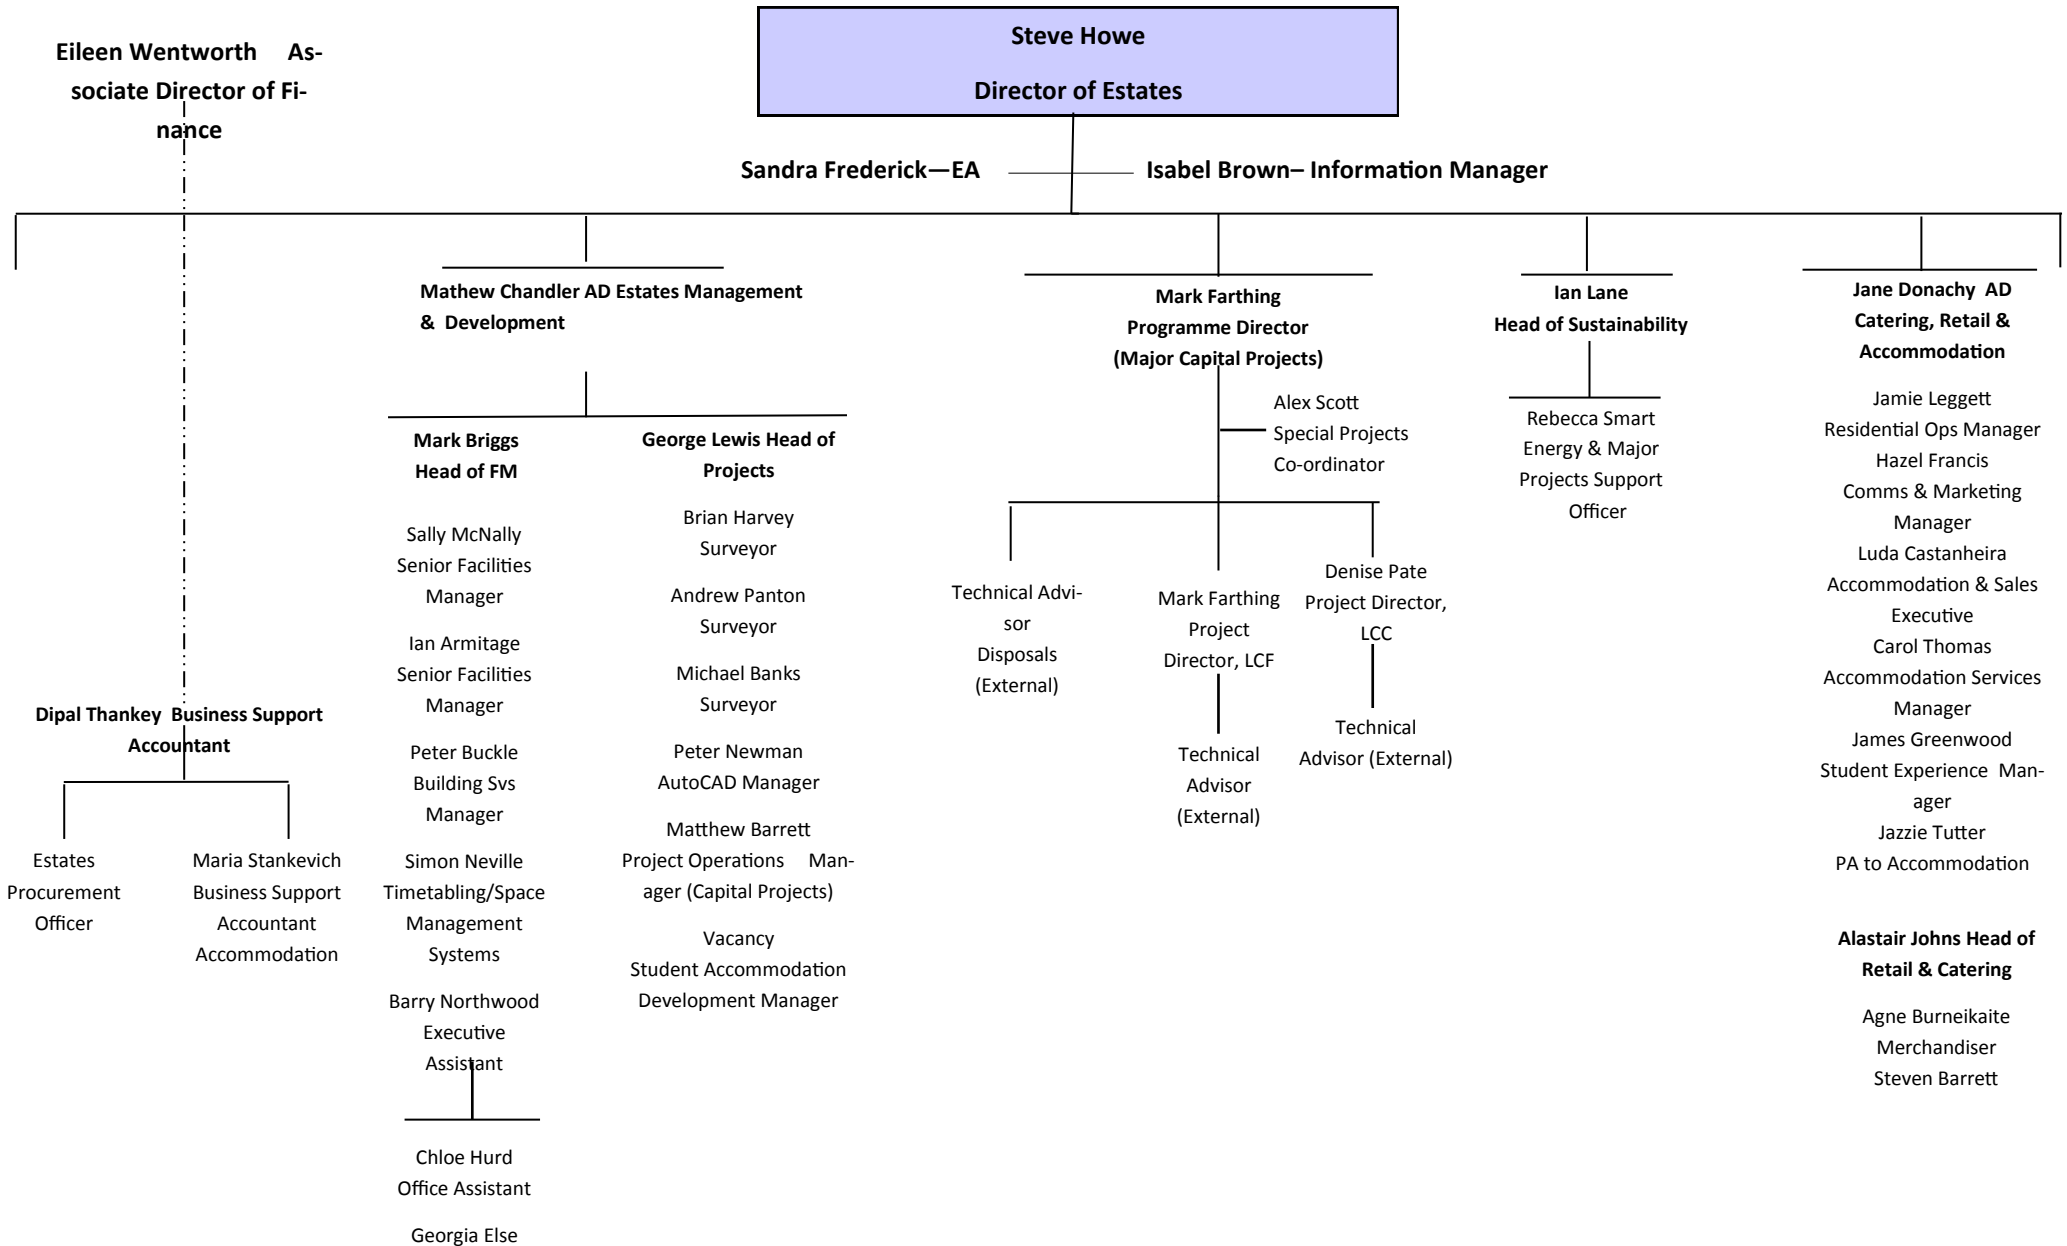 Eileen Wentworth As-
sociate Director of Fi-
nance
Steve Howe
Director of Estates
Sandra Frederick—EA
Isabel Brown– Information Manager
Dipal Thankey Business Support
Accountant
Estates
Procurement
Officer
Maria Stankevich
Business Support
Accountant
Accommodation
Mathew Chandler AD Estates Management
& Development
Mark Briggs
Head of FM
Sally McNally
Senior Facilities
Manager
Ian Armitage
Senior Facilities
Manager
Peter Buckle
Building Svs
Manager
Simon Neville
Timetabling/Space
Management
Systems
Barry Northwood
Executive
Assistant
Chloe Hurd
Office Assistant
Georgia Else
George Lewis Head of
Projects
Brian Harvey
Surveyor
Andrew Panton
Surveyor
Michael Banks
Surveyor
Peter Newman
AutoCAD Manager
Matthew Barrett
Project Operations Man-
ager (Capital Projects)
Vacancy
Student Accommodation
Development Manager
Mark Farthing
Programme Director
(Major Capital Projects)
Alex Scott
Special Projects
Co-ordinator
Technical Advi-
sor
Disposals
(External)
Mark Farthing
Project
Director, LCF
Technical
Advisor
(External)
Denise Pate
Project Director,
LCC
Technical
Advisor (External)
Ian Lane
Head of Sustainability
Rebecca Smart
Energy & Major
Projects Support
Officer
Jane Donachy AD
Catering, Retail &
Accommodation
Jamie Leggett
Residential Ops Manager
Hazel Francis
Comms & Marketing
Manager
Luda Castanheira
Accommodation & Sales
Executive
Carol Thomas
Accommodation Services
Manager
James Greenwood
Student Experience Man-
ager
Jazzie Tutter
PA to Accommodation
Alastair Johns Head of
Retail & Catering
Agne Burneikaite
Merchandiser
Steven Barrett